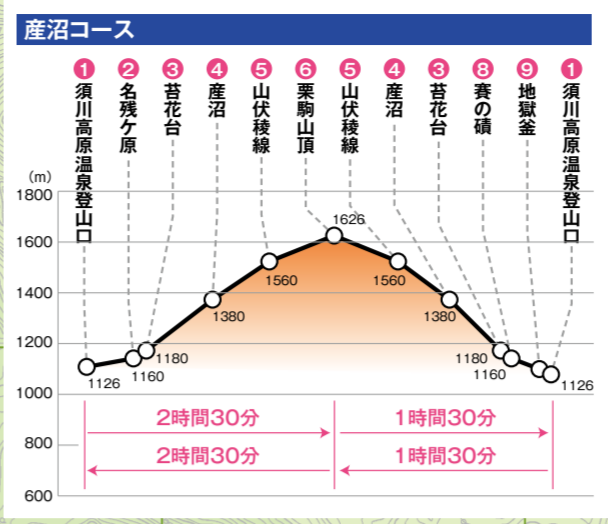 産沼コース
1
須川高原温泉登山口
2
名残ケ原
3
苔花台
4
産沼
5
山伏稜線
6
栗駒山頂
5
山伏稜線
4
産沼
3
苔花台
8
賽の磧
9
地獄釜
1
須川高原温泉登山口
(m)
1800
1600
1400
1200
1000
800
600
1126
1160
1180
1380
1560
1626
1560
1380
1180
1160
1126
2時間30分
1時間30分
2時間30分
1時間30分